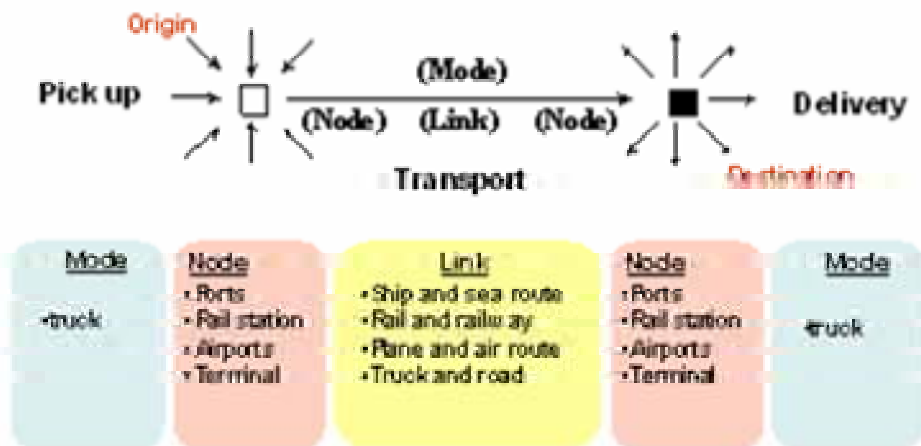 Origin
(Mode)
Pick up
Delivery
(Node) (Link) (Node)
Transport
Destination
Mode
•truck
Node
•Ports
•Rail station
•Airports
•Terminal
Link
•Ship and sea route
•Rail and railway
•Plane and air route
•Truck and road
Node
•Ports
•Rail station
•Airports
•Terminal
Mode
•truck